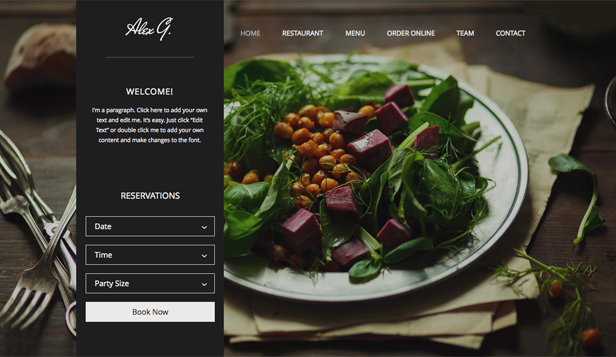 Alex G.
HOME RESTAURANT MENU ORDER ONLINE TEAM CONTACT
WELCOME!
I'm a paragraph. Click here to add your own
text and edit me. It's easy. Just click "Edit
Text" or double click me to add your own
content and make changes to the font.
RESERVATIONS
Date
Time
Party Size
Book Now